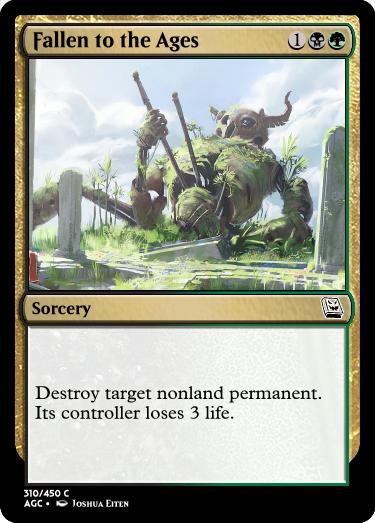 Fallen to the Ages 1
Sorcery
Destroy target nonland permanent.
Its controller loses 3 life.
310/450 C
AGC • Joshua Eiten